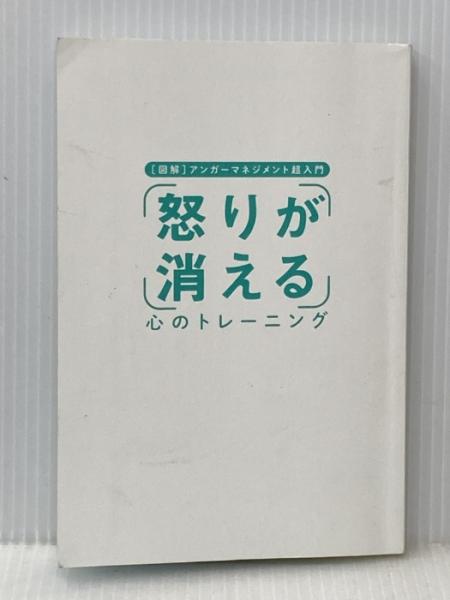 ［図解］アンガーマネジメント超入門
怒りが
消える
心のトレーニング